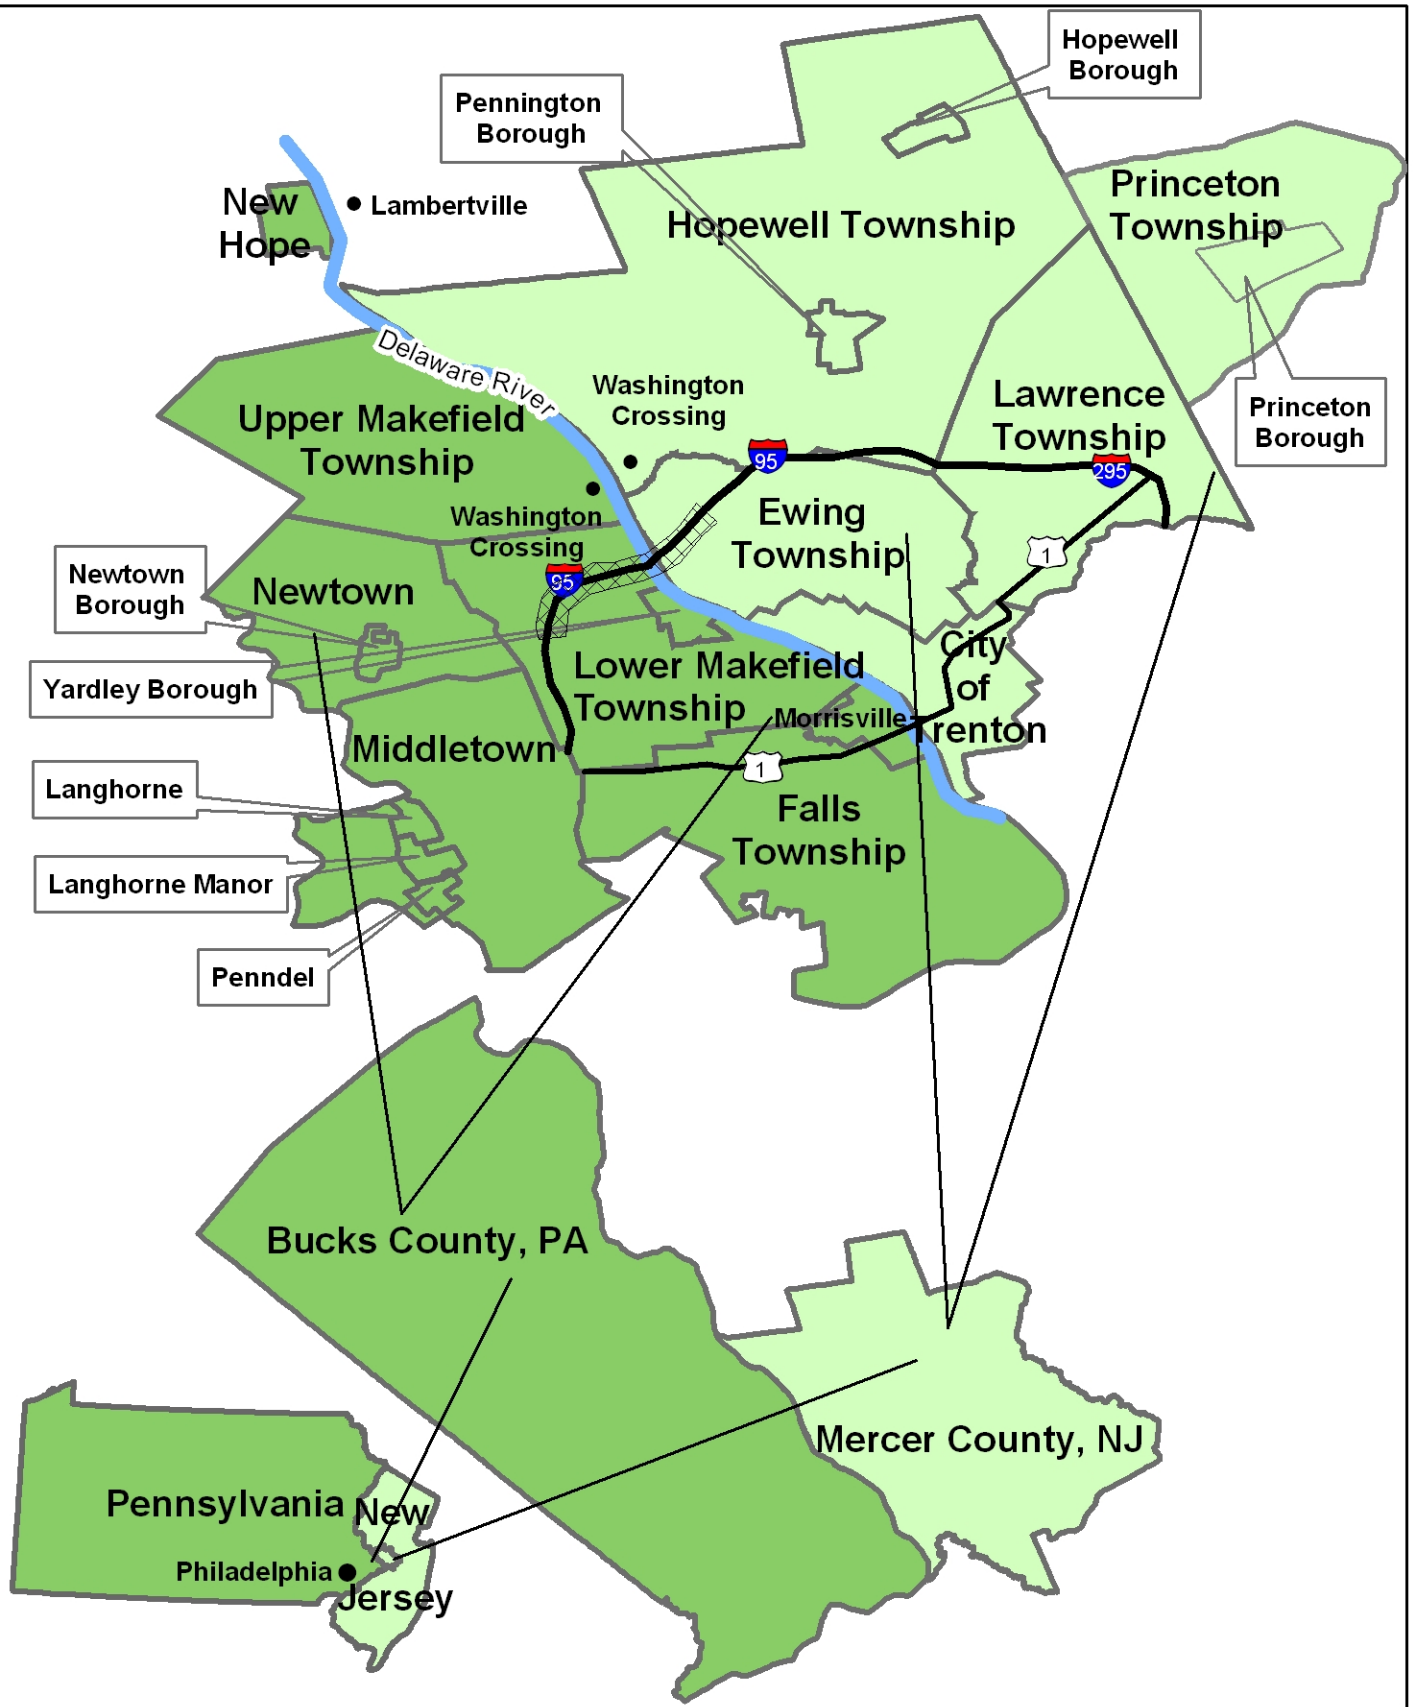 Hopewell
Borough
Pennington
Borough
Princeton
Township
New
Hope
Lambertville
Hopewell Township
Delaware River
Washington
Crossing
Lawrence
Township
Princeton
Borough
Upper Makefield
Township
95
295
Washington
Crossing
Ewing
Township
1
Newtown
Borough
Newtown
95
City
of
Trenton
Yardley Borough
Lower Makefield
Township
Morrisville
Middletown
1
Langhorne
Falls
Township
Langhorne Manor
Penndel
Bucks County, PA
Mercer County, NJ
Pennsylvania
New
Jersey
Philadelphia